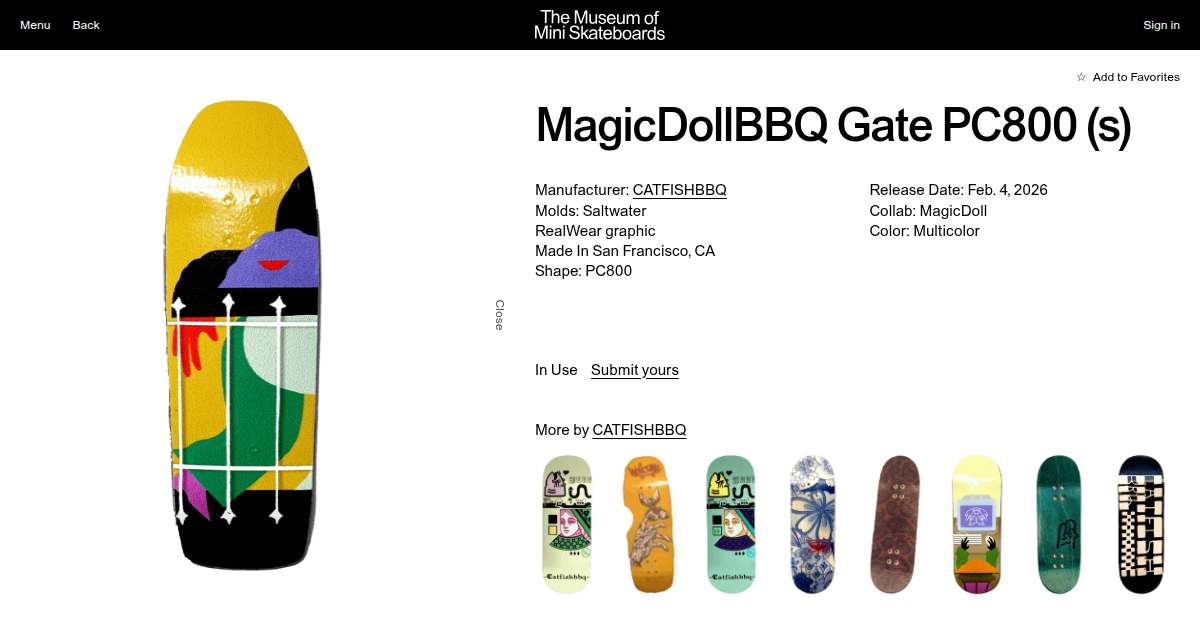 Menu
Back
The Museum of
Mini Skateboards
Sign in
☆ Add to Favorites
MagicDollBBQ Gate PC800 (s)
Manufacturer: CATFISHBBQ
Molds: Saltwater
RealWear graphic
Made In San Francisco, CA
Shape: PC800
Release Date: Feb. 4, 2026
Collab: MagicDoll
Color: Multicolor
Close
In Use Submit yours
More by CATFISHBBQ
-Catfishbbq-
-Catfishbbq-